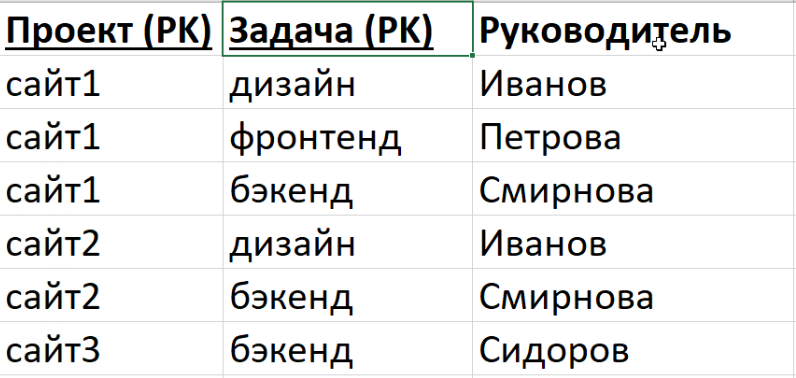 Проект (PK) Задача (PK) Руководитель
сайт1 дизайн Иванов
сайт1 фронтенд Петрова
сайт1 бэкенд Смирнова
сайт2 дизайн Иванов
сайт2 бэкенд Смирнова
сайт3 бэкенд Сидоров